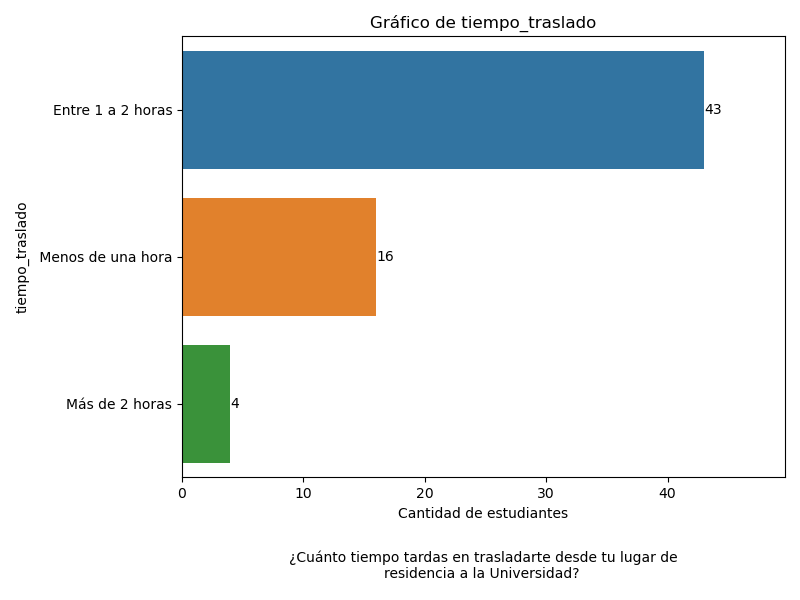 Gráfico de tiempo_traslado
Entre 1 a 2 horas
43
Menos de una hora
16
Más de 2 horas
4
tiempo_traslado
0 10 20 30 40
Cantidad de estudiantes
¿Cuánto tiempo tardas en trasladarte desde tu lugar de
residencia a la Universidad?